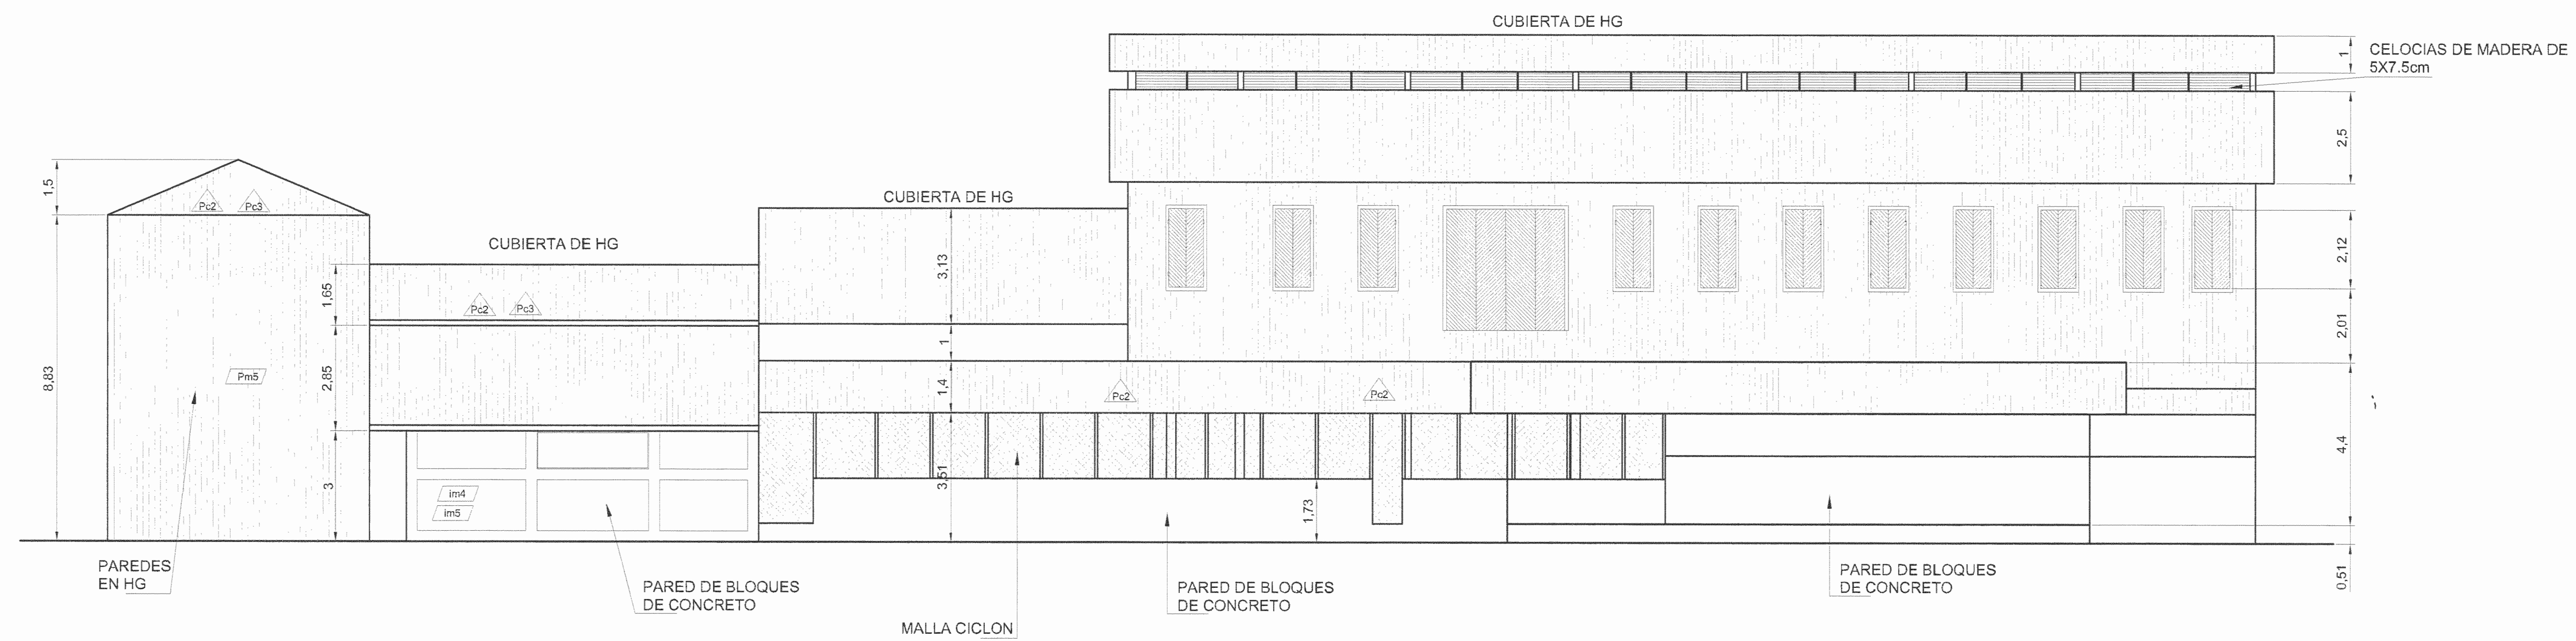 CUBIERTA DE HG
1
CELOCIAS DE MADERA DE
5X7.5cm
2,5
1,5
Pc2
Pc3
CUBIERTA DE HG
CUBIERTA DE HG
3,13
2,12
1,65
Pc2
Pc3
2,01
1
8,83
Pm5
2,85
1,4
Pc2
Pc2
4,4
3
im4
im5
3,51
1,73
PAREDES
EN HG
PARED DE BLOQUES
DE CONCRETO
PARED DE BLOQUES
DE CONCRETO
PARED DE BLOQUES
DE CONCRETO
0,51
MALLA CICLON